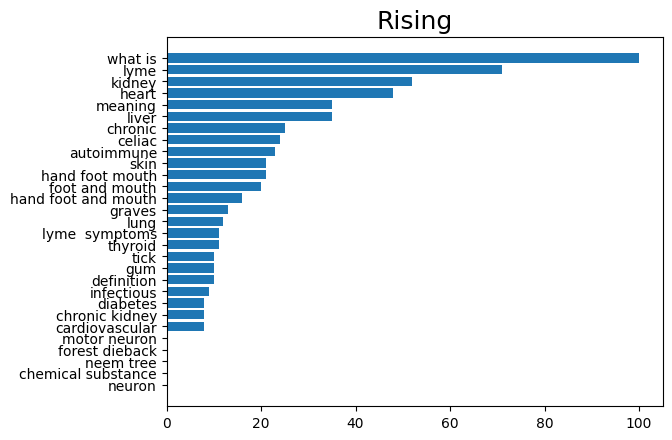 Rising
what is
lyme
kidney
heart
meaning
liver
chronic
celiac
autoimmune
skin
hand foot mouth
foot and mouth
hand foot and mouth
graves
lung
lyme  symptoms
thyroid
tick
gum
definition
infectious
diabetes
chronic kidney
cardiovascular
motor neuron
forest dieback
neem tree
chemical substance
neuron
0 20 40 60 80 100